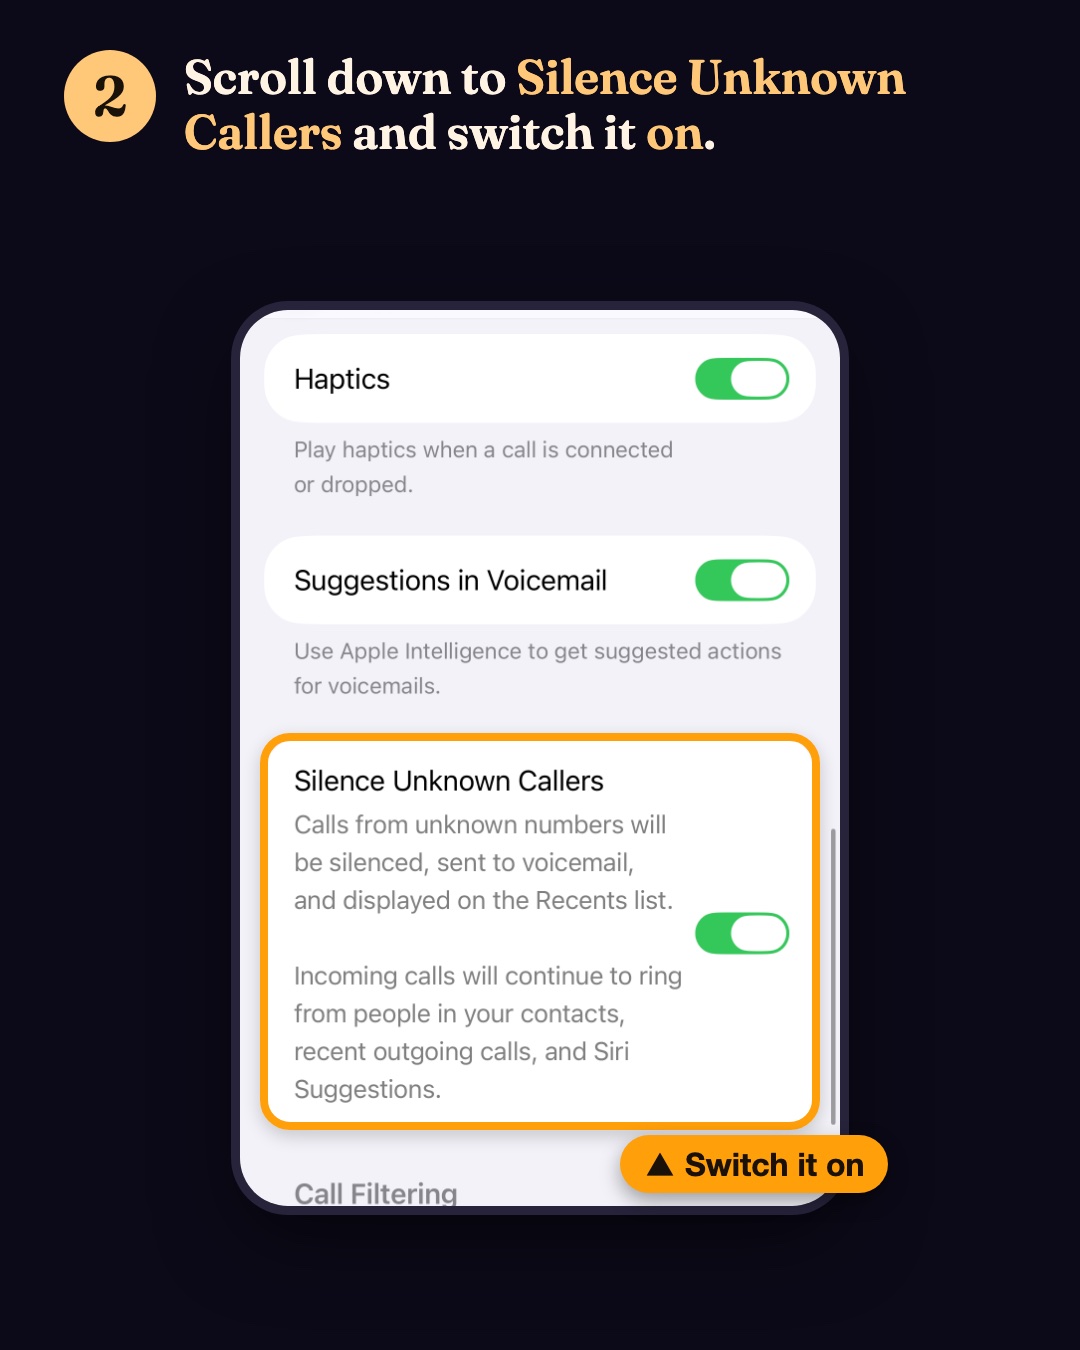 2
Scroll down to Silence Unknown
Callers and switch it on.
Haptics
Play haptics when a call is connected
or dropped.
Suggestions in Voicemail
Use Apple Intelligence to get suggested actions
for voicemails.
Silence Unknown Callers
Calls from unknown numbers will
be silenced, sent to voicemail,
and displayed on the Recents list.
Incoming calls will continue to ring
from people in your contacts,
recent outgoing calls, and Siri
Suggestions.
▲ Switch it on
Call Filtering